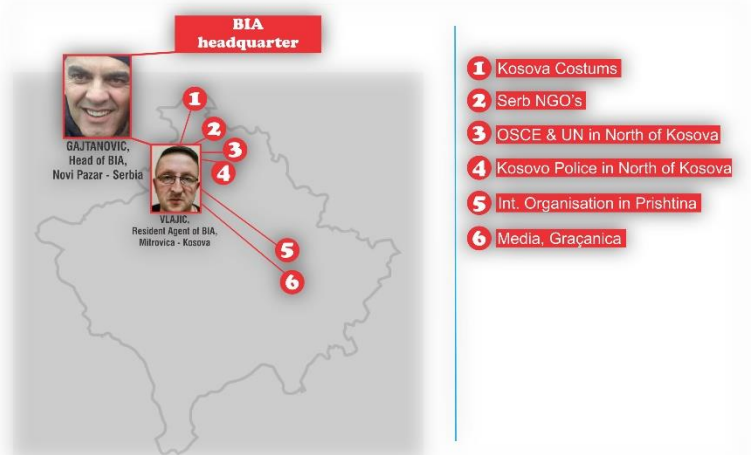 BIA
headquarter
GAJTANOVIC,
Head of BIA,
Novi Pazar - Serbia
VLAJIC,
Resident Agent of BIA,
Mitrovica - Kosova
1
2
3
4
5
6
1 Kosova Costums
2 Serb NGO's
3 OSCE & UN in North of Kosova
4 Kosovo Police in North of Kosova
5 Int. Organisation in Prishtina
6 Media, Graçanica